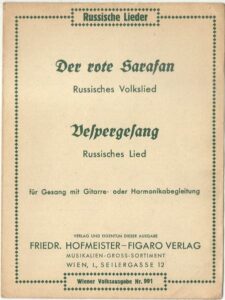 Russische Lieder
Der rote Sarafan
Russisches Volkslied
Vespergesang
Russisches Lied
für Gesang mit Gitarre- oder Harmonikabegleitung
VERLAG UND EIGENTUM DIESER AUSGABE
FRIEDR. HOFMEISTER–FIGARO VERLAG
MUSIKALIEN-GROSS-SORTIMENT
WIEN, I., SEILERGASSE 12
Wiener Volksausgabe Nr. 991